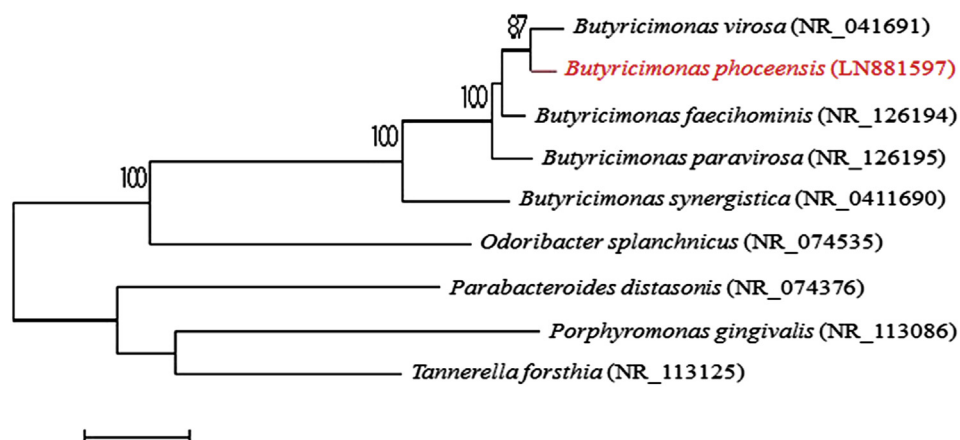 87
Butyricimonas virosa (NR_041691)
Butyricimonas phoceensis (LN881597)
100
Butyricimonas faecihominis (NR_126194)
100
Butyricimonas paravirosa (NR_126195)
100
Butyricimonas synergistica (NR_0411690)
Odoribacter splanchnicus (NR_074535)
Parabacteroides distasonis (NR_074376)
Porphyromonas gingivalis (NR_113086)
Tannerella forsthia (NR_113125)